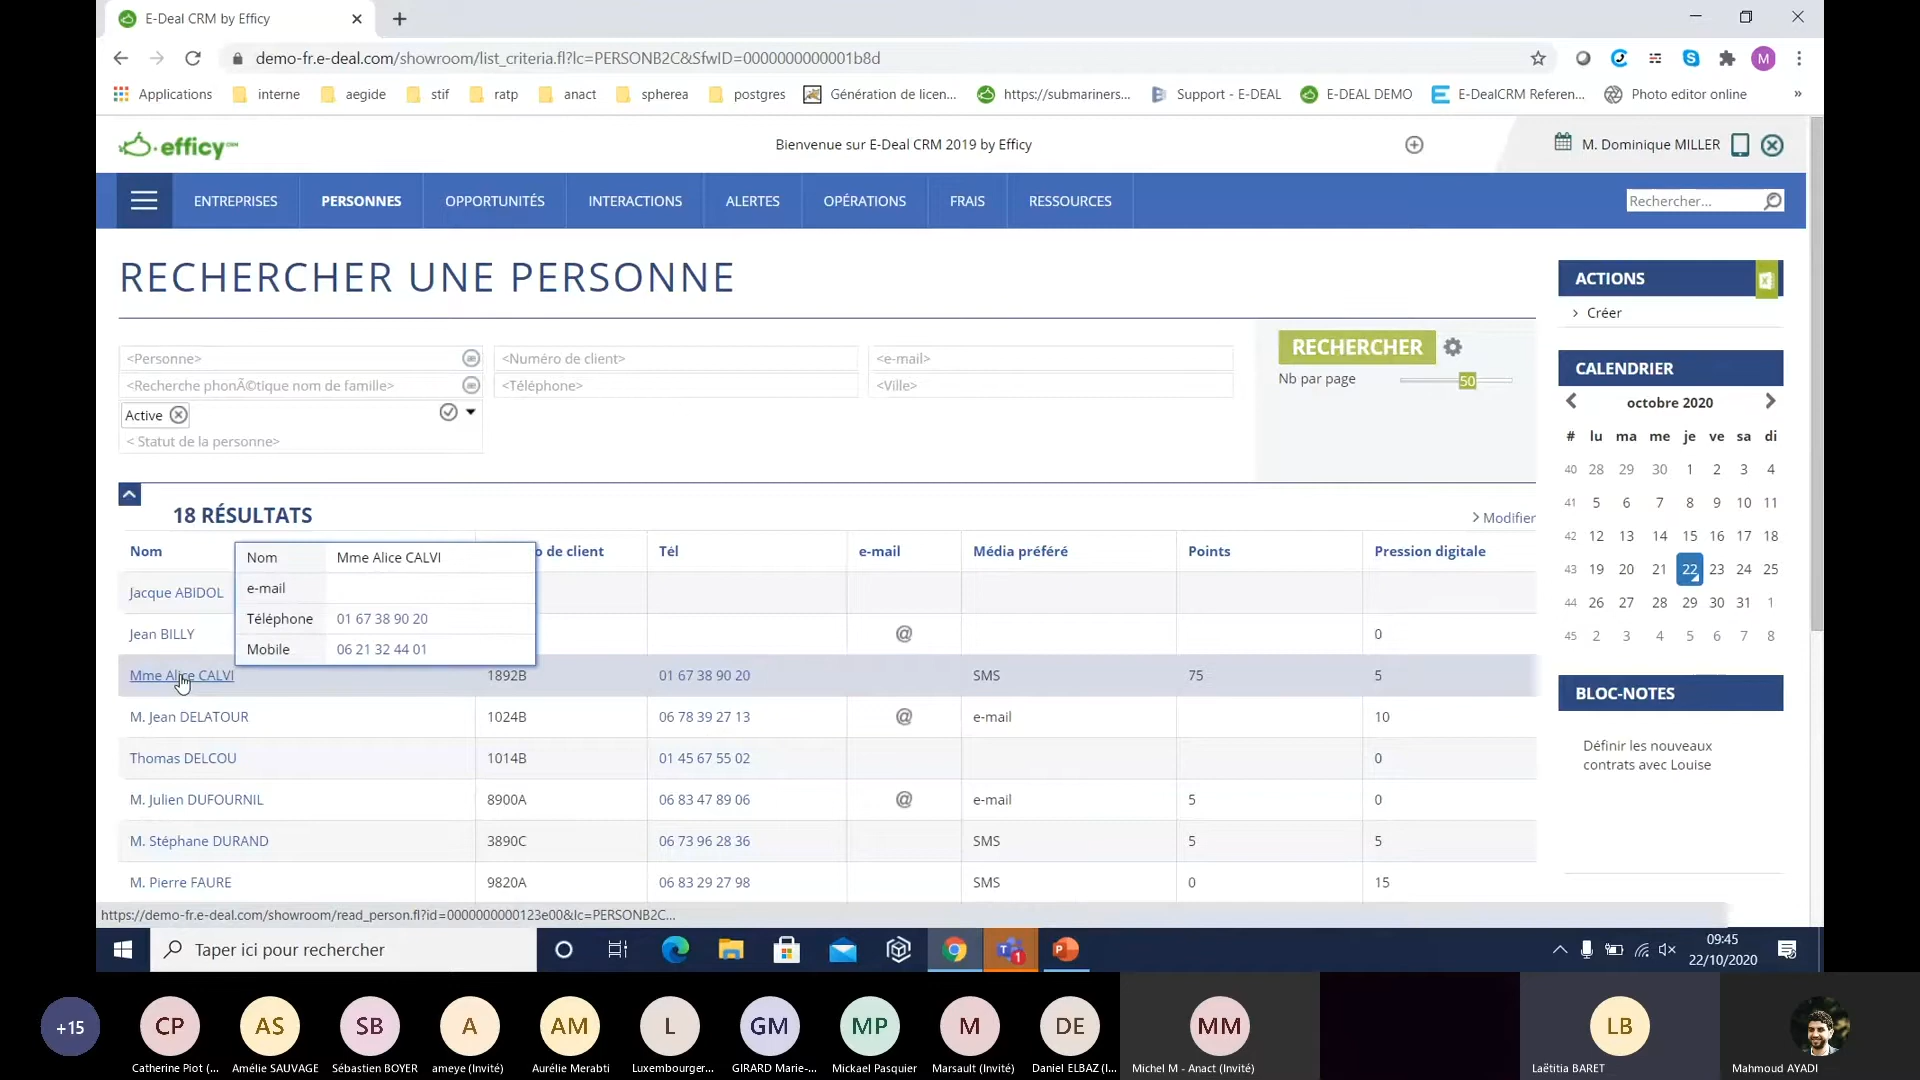 E-Deal CRM by Efficy
demo-fr.e-deal.com/showroom/list_criteria.fl?lc=PERSONB2C&SfwID=0000000000001b8d
M
Applications interne aegide stif ratp anact spherea postgres Génération de licen... https://submariners... Support - E-DEAL E-DEAL DEMO E-DealCRM Referen... Photo editor online »
efficy CRM
Bienvenue sur E-Deal CRM 2019 by Efficy
M. Dominique MILLER
ENTREPRISES PERSONNES OPPORTUNITÉS INTERACTIONS ALERTES OPÉRATIONS FRAIS RESSOURCES
Rechercher...
RECHERCHER UNE PERSONNE
<Personne> <Numéro de client> <e-mail>
<Recherche phonÃ©tique nom de famille> <Téléphone> <Ville>
Active
< Statut de la personne>
RECHERCHER
Nb par page 50
18 RÉSULTATS
> Modifier
Nom o de client Tél e-mail Média préféré Points Pression digitale
Nom Mme Alice CALVI
e-mail
Téléphone 01 67 38 90 20
Mobile 06 21 32 44 01
Jacque ABIDOL
Jean BILLY @ 0
Mme Alice CALVI 1892B 01 67 38 90 20 SMS 75 5
M. Jean DELATOUR 1024B 06 78 39 27 13 @ e-mail 10
Thomas DELCOU 1014B 01 45 67 55 02 0
M. Julien DUFOURNIL 8900A 06 83 47 89 06 @ e-mail 5 0
M. Stéphane DURAND 3890C 06 73 96 28 36 SMS 5 5
M. Pierre FAURE 9820A 06 83 29 27 98 SMS 0 15
ACTIONS
> Créer
CALENDRIER
octobre 2020
# lu ma me je ve sa di
40 28 29 30 1 2 3 4
41 5 6 7 8 9 10 11
42 12 13 14 15 16 17 18
43 19 20 21 22 23 24 25
44 26 27 28 29 30 31 1
45 2 3 4 5 6 7 8
BLOC-NOTES
Définir les nouveaux
contrats avec Louise
https://demo-fr.e-deal.com/showroom/read_person.fl?id=0000000000123e00&lc=PERSONB2C...
Taper ici pour rechercher
1
09:45
22/10/2020
+15 CP AS SB A AM L GM MP M DE MM LB
Catherine Piot (... Amélie SAUVAGE Sébastien BOYER ameye (Invité) Aurélie Merabti Luxembourger... GIRARD Marie-... Mickael Pasquier Marsault (Invité) Daniel ELBAZ (I... Michel M - Anact (Invité) Laëtitia BARET Mahmoud AYADI